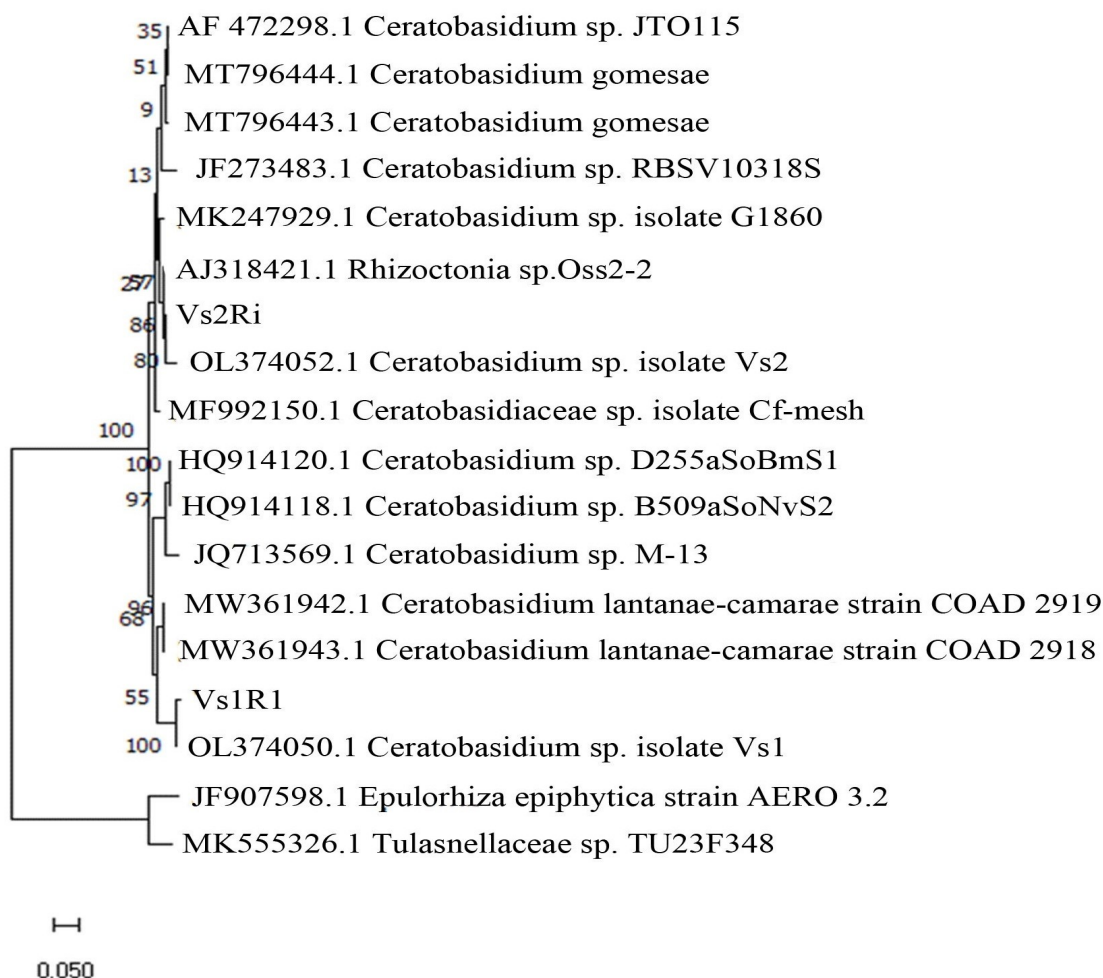 35
AF 472298.1 Ceratobasidium sp. JTO115
51
MT796444.1 Ceratobasidium gomesae
9
MT796443.1 Ceratobasidium gomesae
13
JF273483.1 Ceratobasidium sp. RBSV10318S
MK247929.1 Ceratobasidium sp. isolate G1860
AJ318421.1 Rhizoctonia sp.Oss2-2
57
Vs2Ri
86
OL374052.1 Ceratobasidium sp. isolate Vs2
80
MF992150.1 Ceratobasidiaceae sp. isolate Cf-mesh
100
100
HQ914120.1 Ceratobasidium sp. D255aSoBmS1
97
HQ914118.1 Ceratobasidium sp. B509aSoNvS2
JQ713569.1 Ceratobasidium sp. M-13
96
MW361942.1 Ceratobasidium lantanae-camarae strain COAD 2919
68
MW361943.1 Ceratobasidium lantanae-camarae strain COAD 2918
55
Vs1R1
100
OL374050.1 Ceratobasidium sp. isolate Vs1
JF907598.1 Epulorhiza epiphytica strain AERO 3.2
MK555326.1 Tulasnellaceae sp. TU23F348
0.050